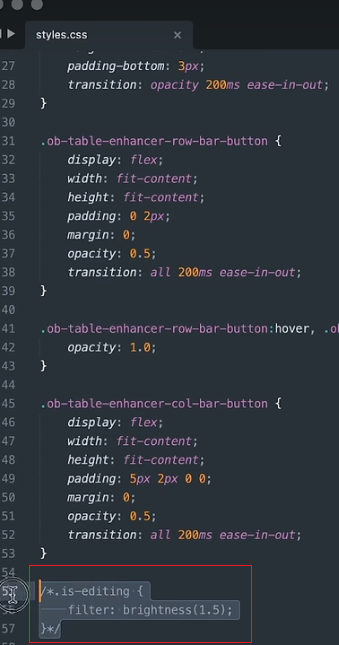 styles.css
27 padding-bottom: 3px;
28 transition: opacity 200ms ease-in-out;
29 }
30
31 .ob-table-enhancer-row-bar-button {
32 display: flex;
33 width: fit-content;
34 height: fit-content;
35 padding: 0 2px;
36 margin: 0;
37 opacity: 0.5;
38 transition: all 200ms ease-in-out;
39 }
40
41 .ob-table-enhancer-row-bar-button:hover, .ob
42 opacity: 1.0;
43 }
44
45 .ob-table-enhancer-col-bar-button {
46 display: flex;
47 width: fit-content;
48 height: fit-content;
49 padding: 5px 2px 0 0;
50 margin: 0;
51 opacity: 0.5;
52 transition: all 200ms ease-in-out;
53 }
54
/*.is-editing {
filter: brightness(1.5);
57 }*/